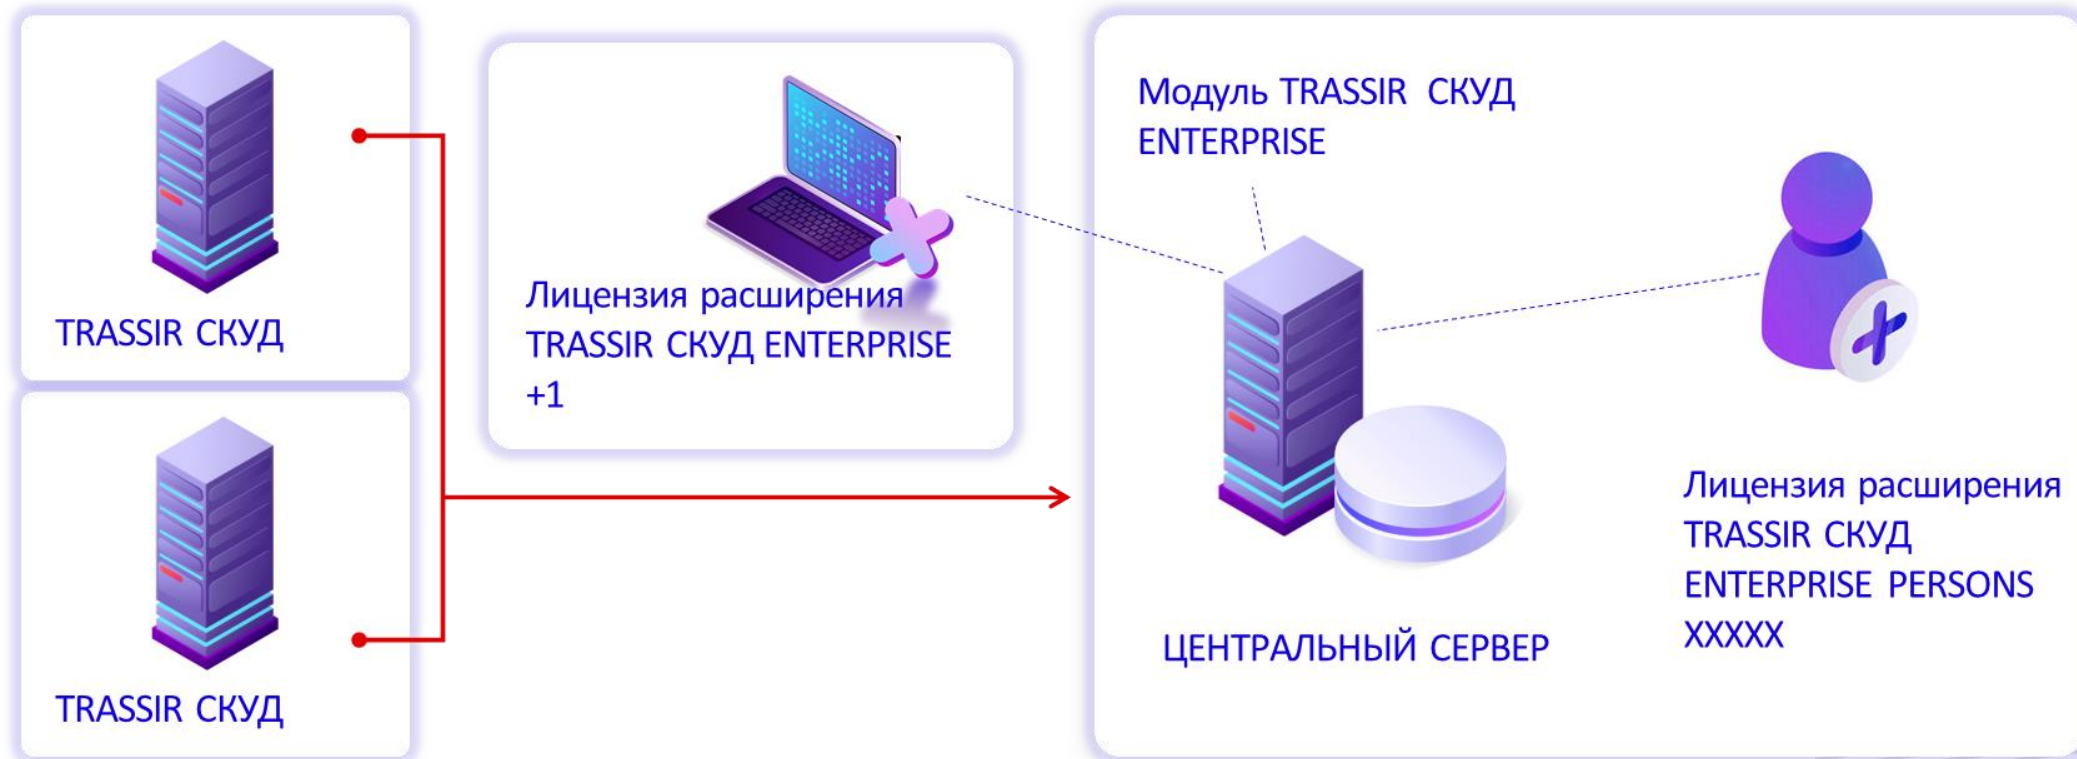 TRASSIR СКУД
TRASSIR СКУД
Лицензия расширения
TRASSIR СКУД ENTERPRISE
+1
Модуль TRASSIR СКУД
ENTERPRISE
ЦЕНТРАЛЬНЫЙ СЕРВЕР
Лицензия расширения
TRASSIR СКУД
ENTERPRISE PERSONS
XXXXX